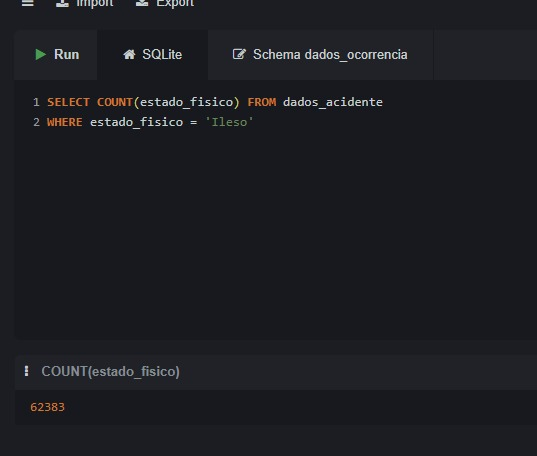 Import Export
Run SQLite Schema dados_ocorrencia
1 SELECT COUNT(estado_fisico) FROM dados_acidente
2 WHERE estado_fisico = 'Ileso'
COUNT(estado_fisico)
62383